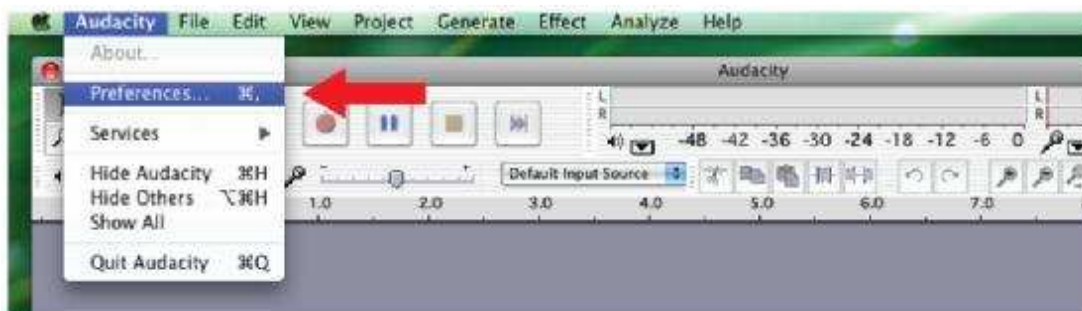 Audacity File Edit View Project Generate Effect Analyze Help
About...
Audacity
Preferences... ⌘,
L
R
L
R
Services
-48 -42 -36 -30 -24 -18 -12 -6 0
Hide Audacity ⌘H
Default Input Source
Hide Others ⌥⌘H
1.0 2.0 3.0 4.0 5.0 6.0 7.0
Show All
Quit Audacity ⌘Q